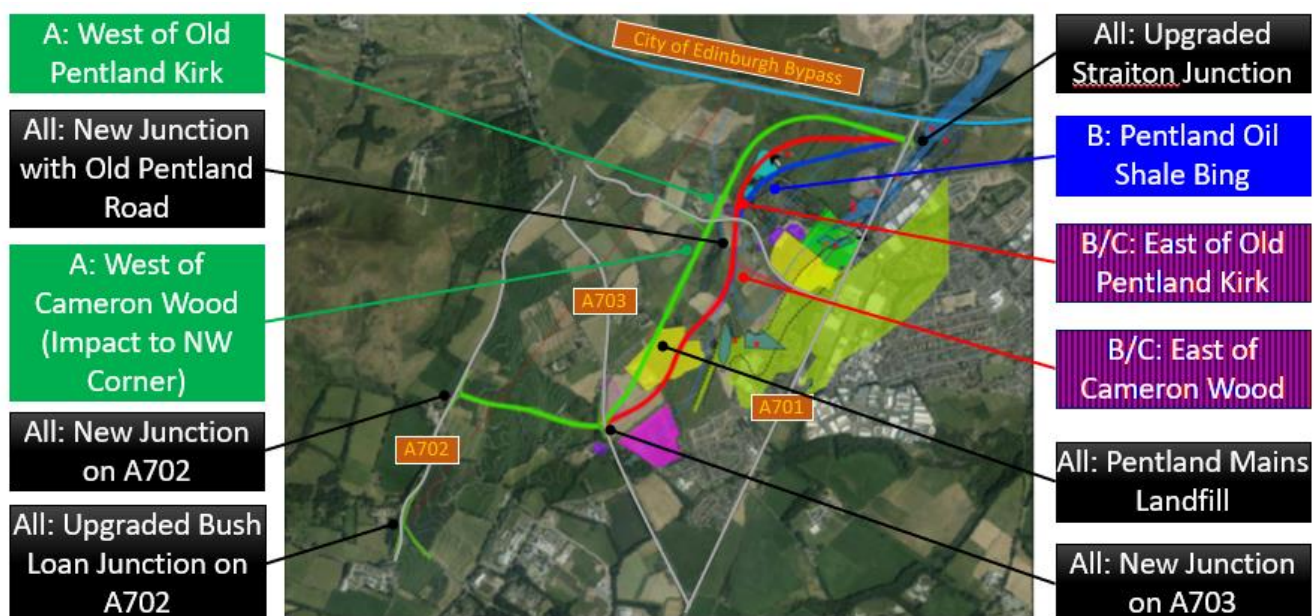 A: West of Old
Pentland Kirk
All: New Junction
with Old Pentland
Road
A: West of
Cameron Wood
(Impact to NW
Corner)
All: New Junction
on A702
All: Upgraded Bush
Loan Junction on
A702
City of Edinburgh Bypass
A703
A702
A701
All: Upgraded
Straiton Junction
B: Pentland Oil
Shale Bing
B/C: East of Old
Pentland Kirk
B/C: East of
Cameron Wood
All: Pentland Mains
Landfill
All: New Junction
on A703